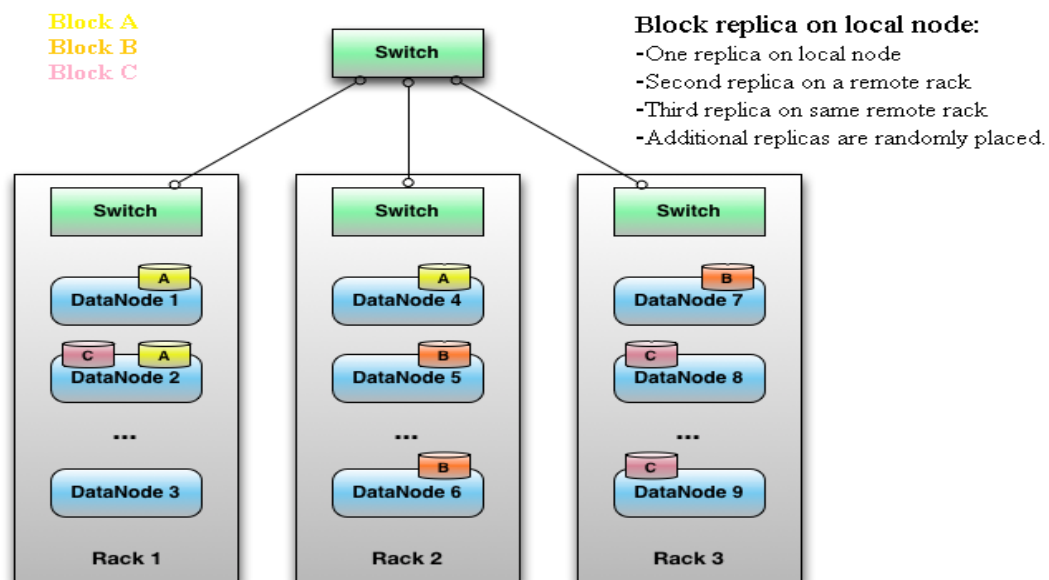 Block A
Block B
Block C
Switch
Block replica on local node:
-One replica on local node
-Second replica on a remote rack
-Third replica on same remote rack
-Additional replicas are randomly placed.
Switch
Switch
Switch
A
DataNode 1
A
DataNode 4
B
DataNode 7
C
A
DataNode 2
B
DataNode 5
C
DataNode 8
...
...
...
DataNode 3
B
DataNode 6
C
DataNode 9
Rack 1
Rack 2
Rack 3